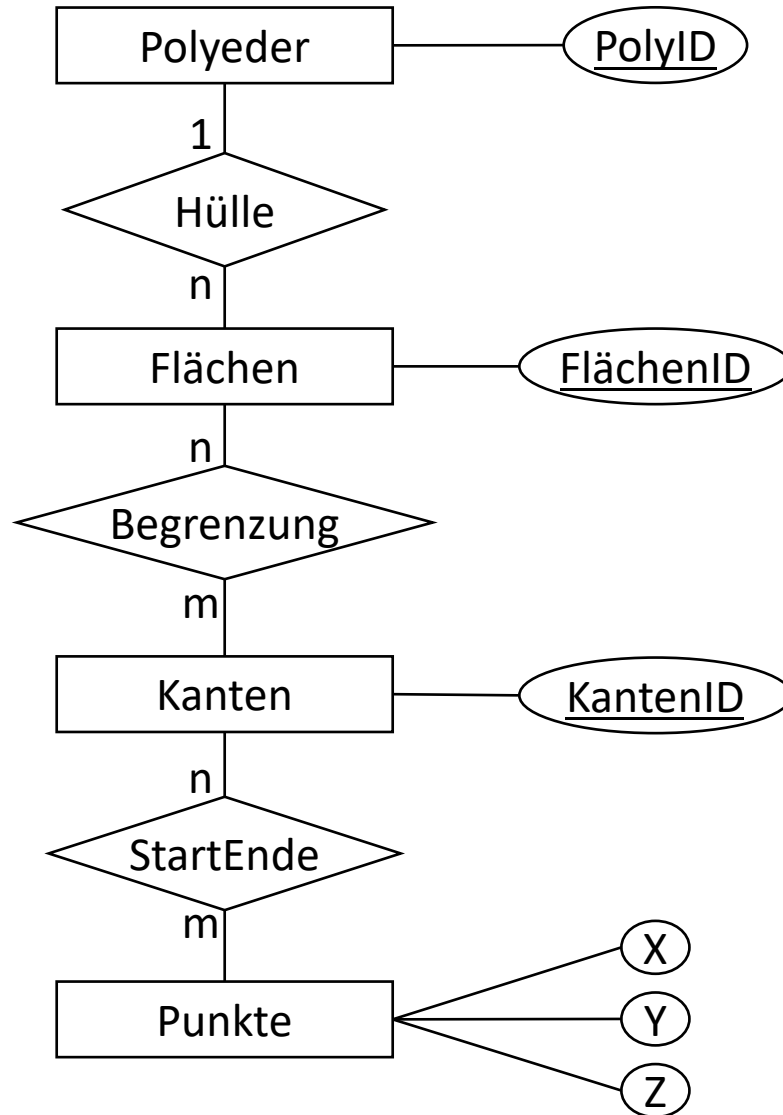 Polyeder PolyID
1
Hülle
n
Flächen FlächenID
n
Begrenzung
m
Kanten KantenID
n
StartEnde
m
X
Punkte Y
Z